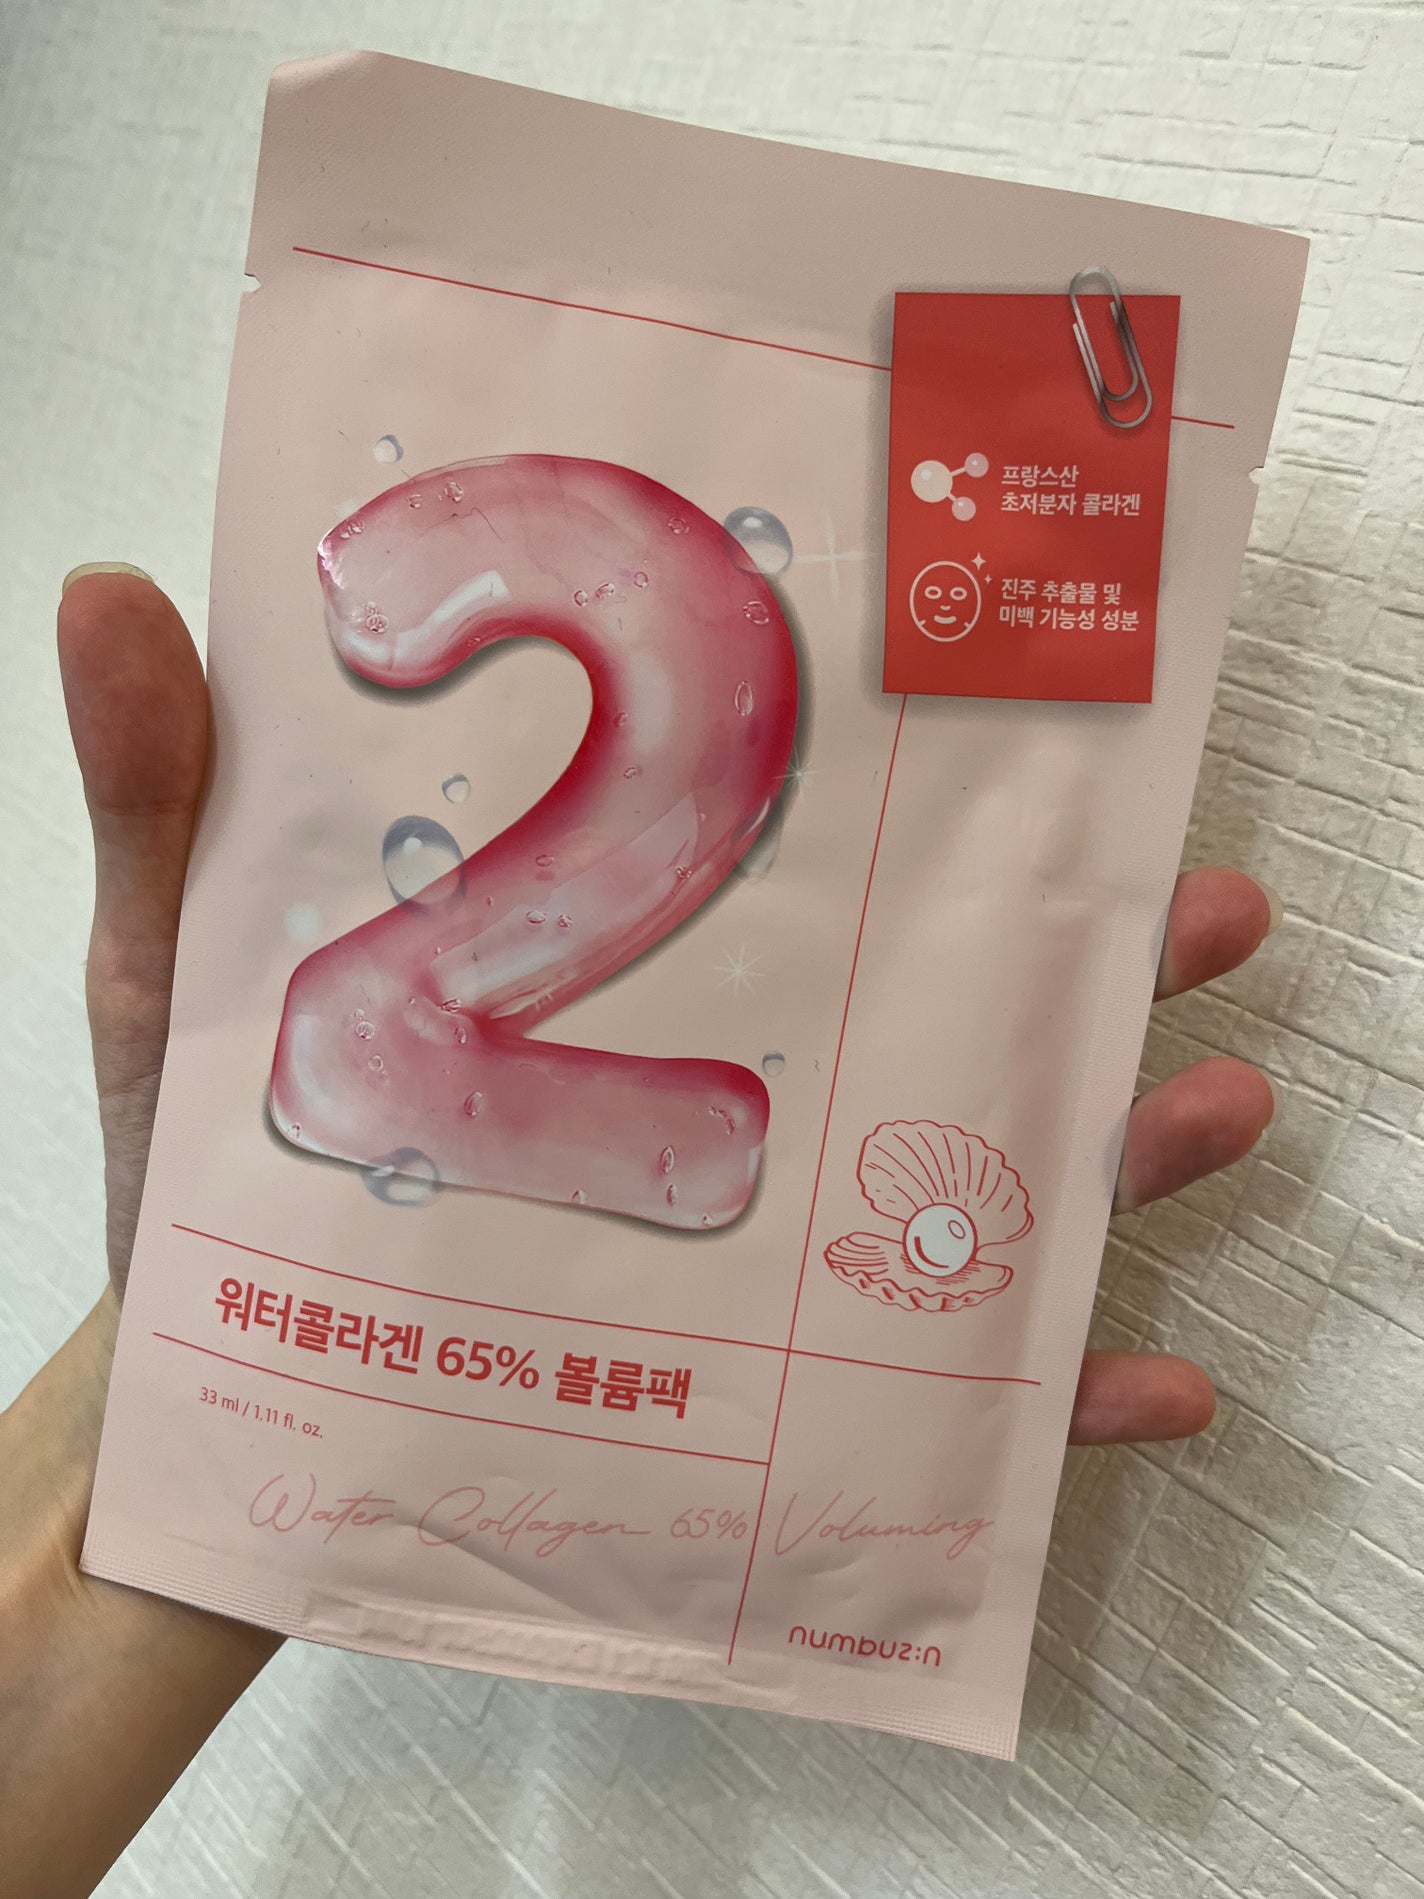 프랑스산
초저분자 콜라겐
진주 추출물 및
미백 기능성 성분
2
워터콜라겐 65% 볼륨팩
33 ml / 1.11 fl. oz.
Water Collagen 65% Voluming
numbuz:n